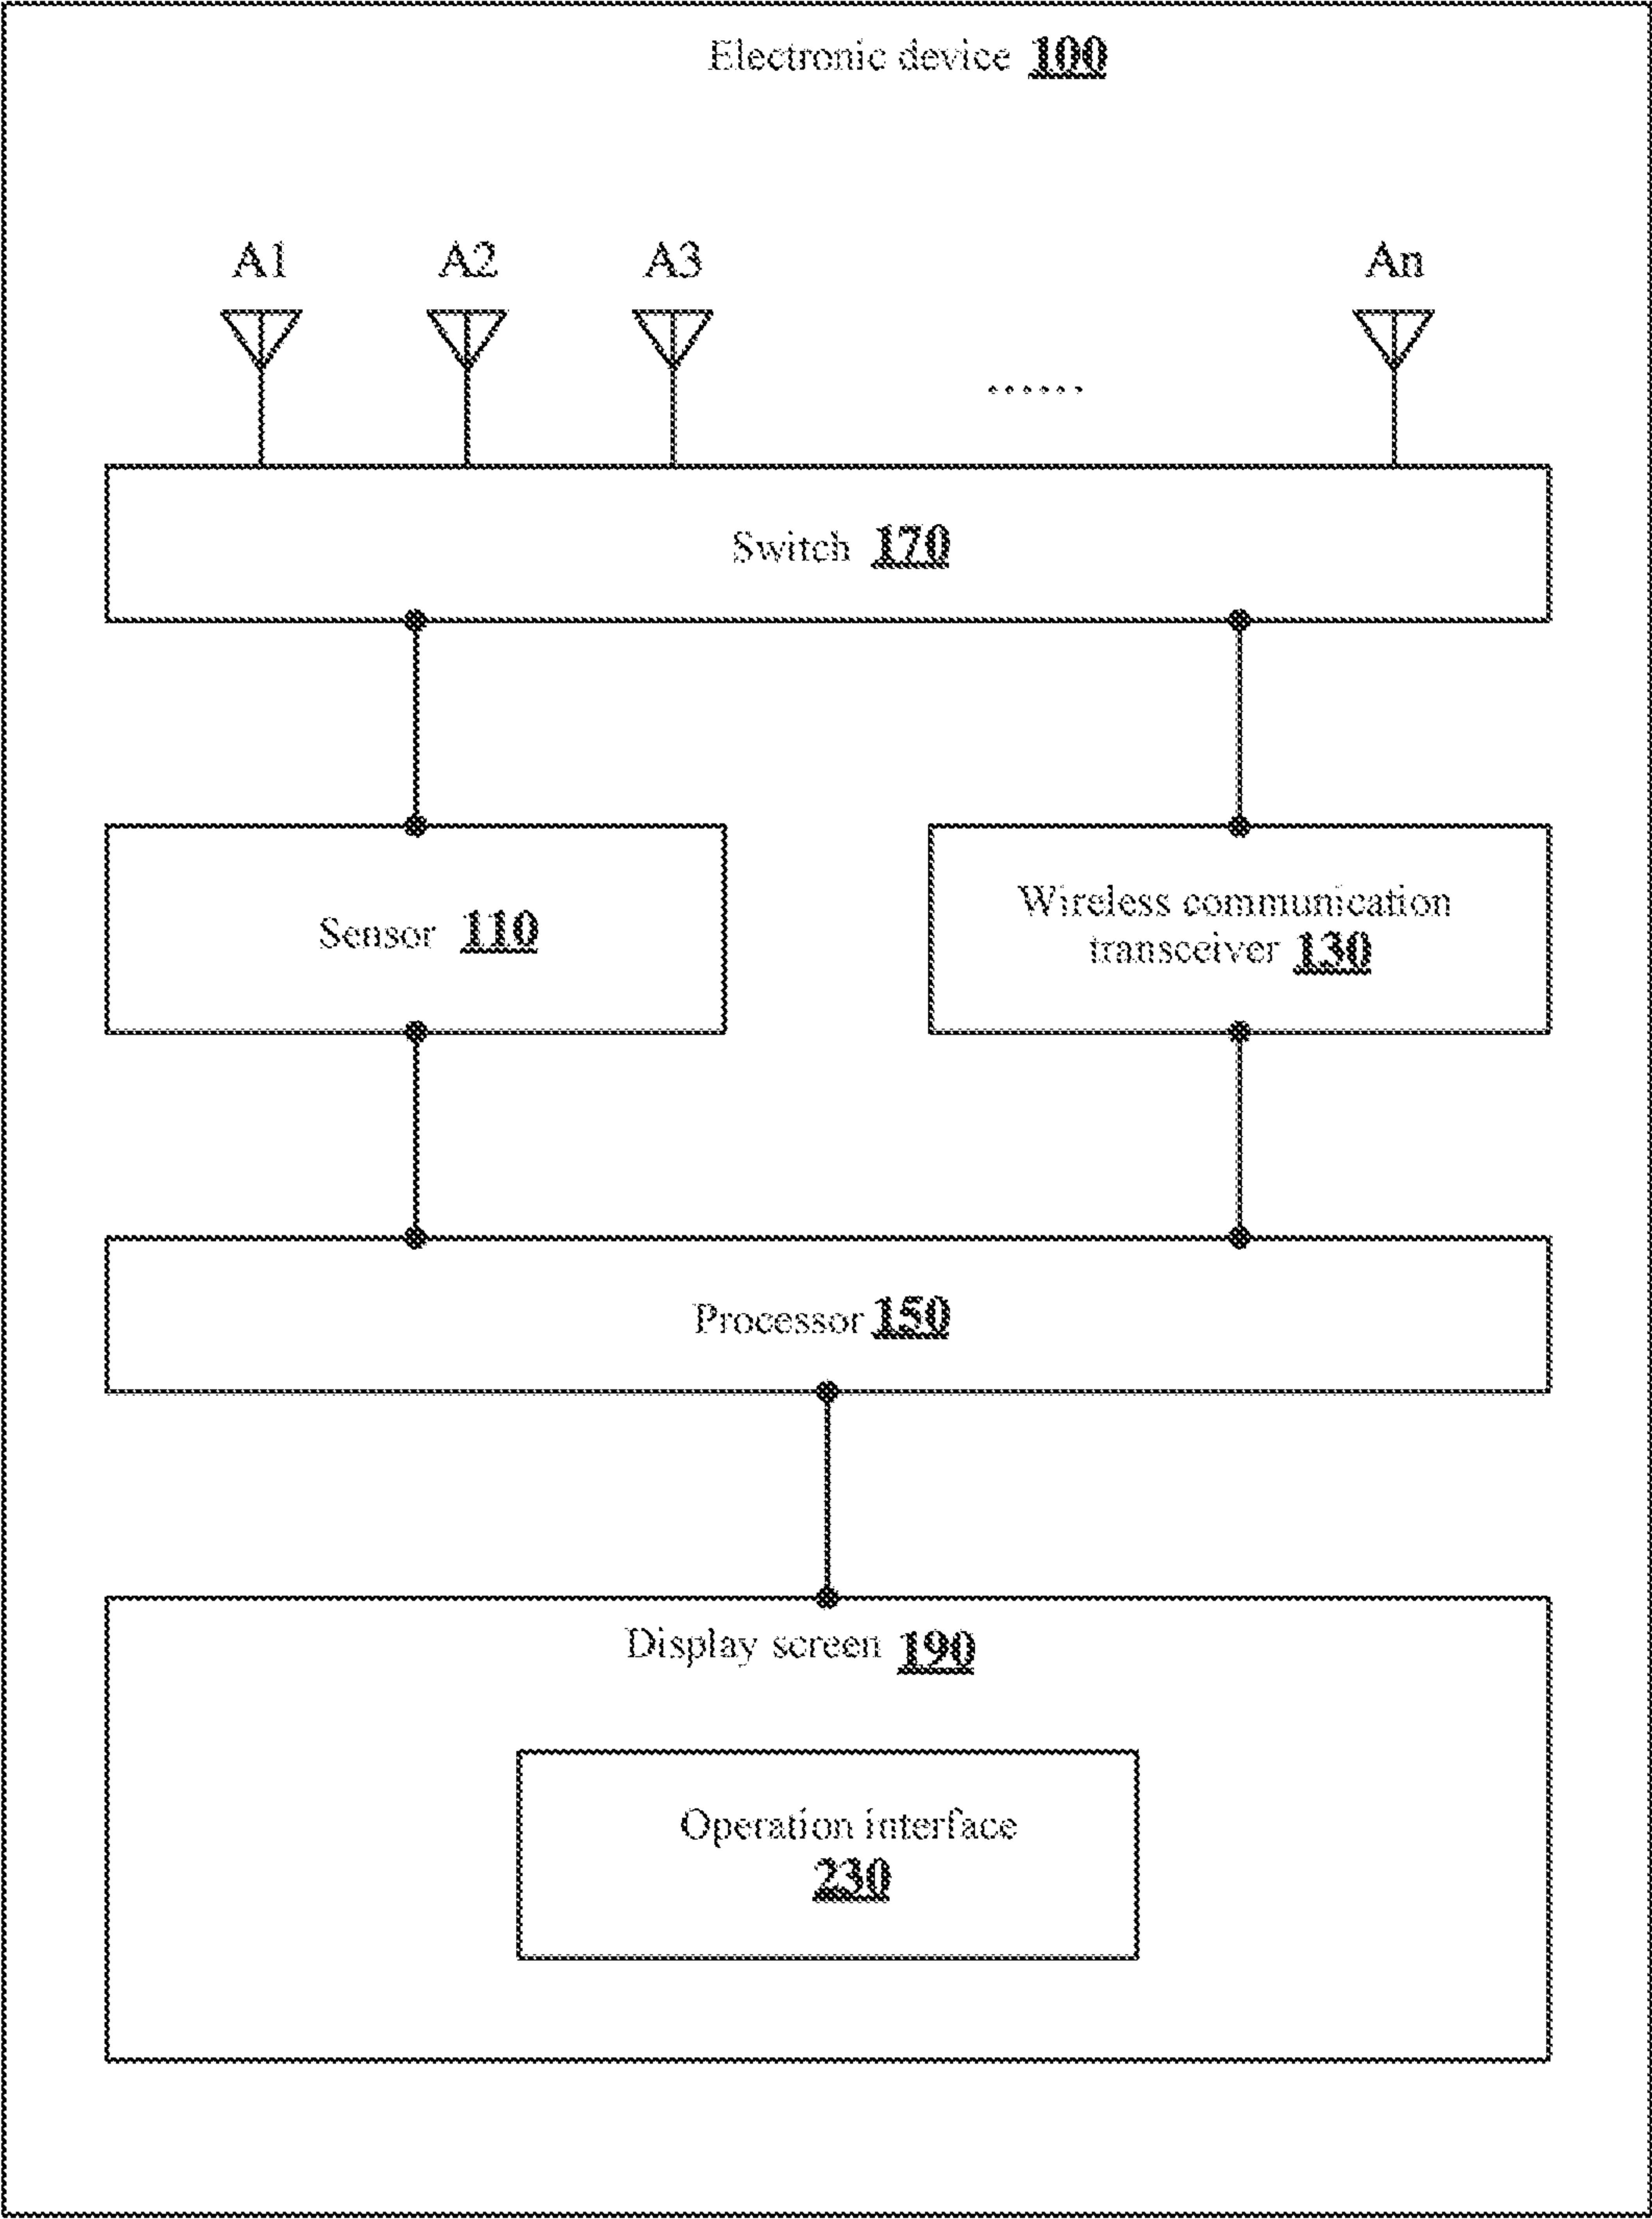 Electronic device 100
A1 A2 A3 ...... An
Switch 170
Sensor 110
Wireless communication
transceiver 130
Processor 150
Display screen 190
Operation interface
230